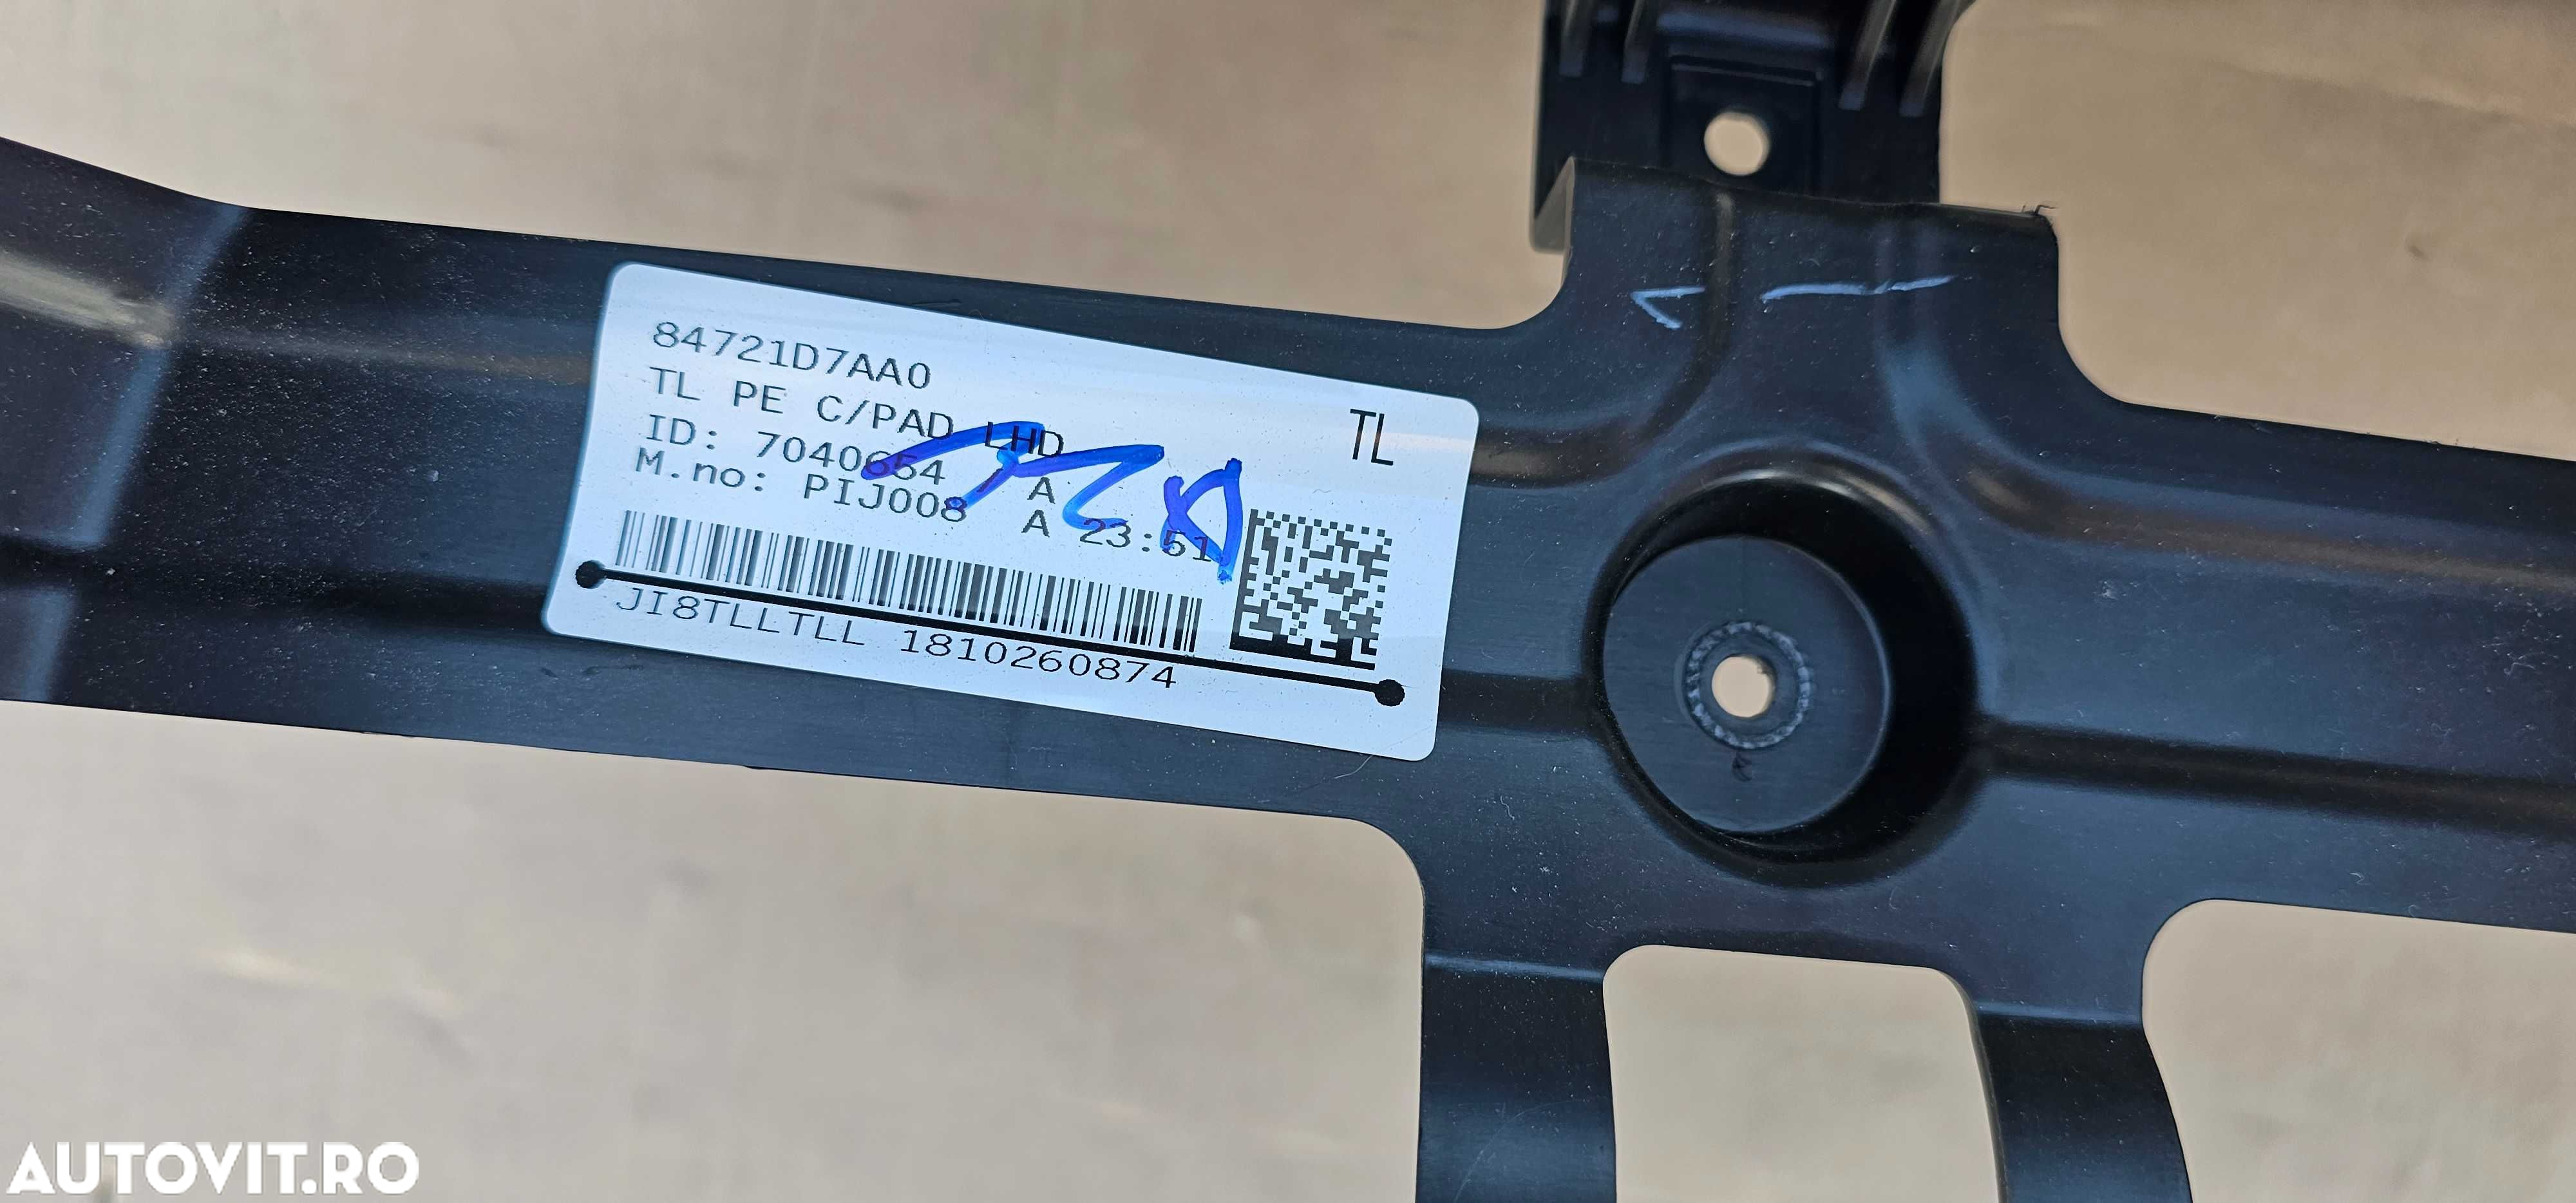 84721D7AA0
TL PE C/PAD LHD
TL
ID: 7040654 A
M.no: PIJ008 A 23:51
JI8TLLTLL 1810260874
AUTOVIT.RO